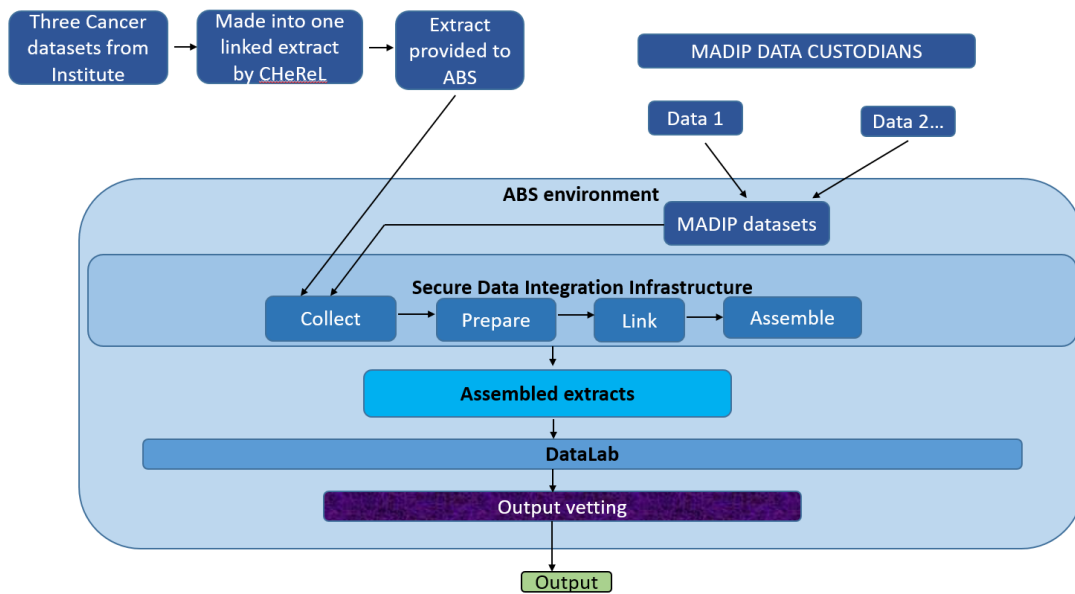 Three Cancer
datasets from
Institute
Made into one
linked extract
by CHeReL
Extract
provided to
ABS
MADIP DATA CUSTODIANS
Data 1
Data 2...
ABS environment
MADIP datasets
Secure Data Integration Infrastructure
Collect
Prepare
Link
Assemble
Assembled extracts
DataLab
Output vetting
Output